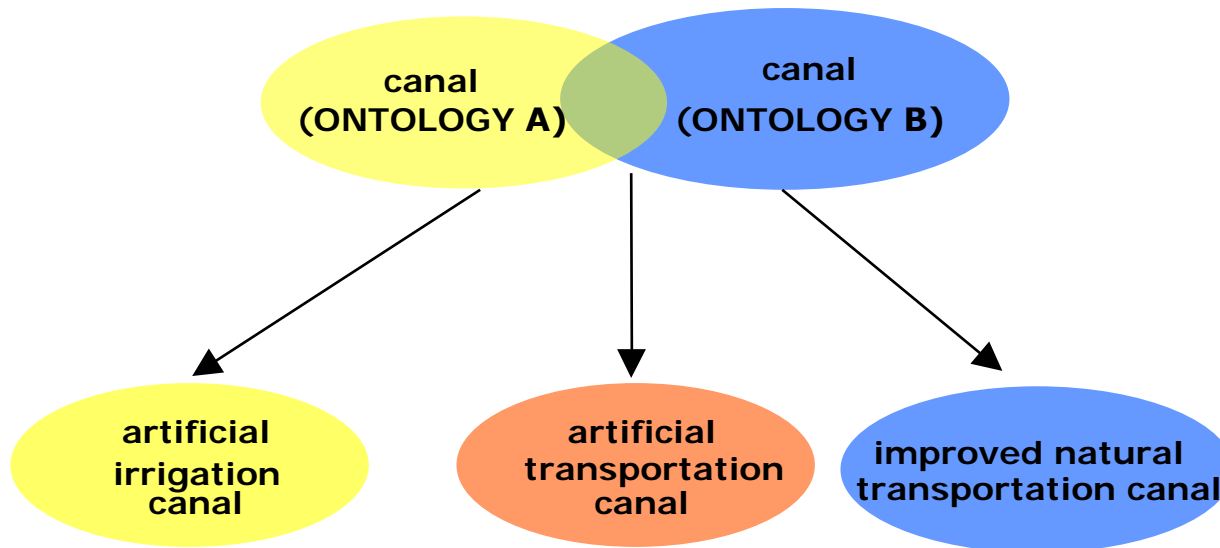 canal
(ONTOLOGY A)
canal
(ONTOLOGY B)
artificial
irrigation
canal
artificial
transportation
canal
improved natural
transportation canal